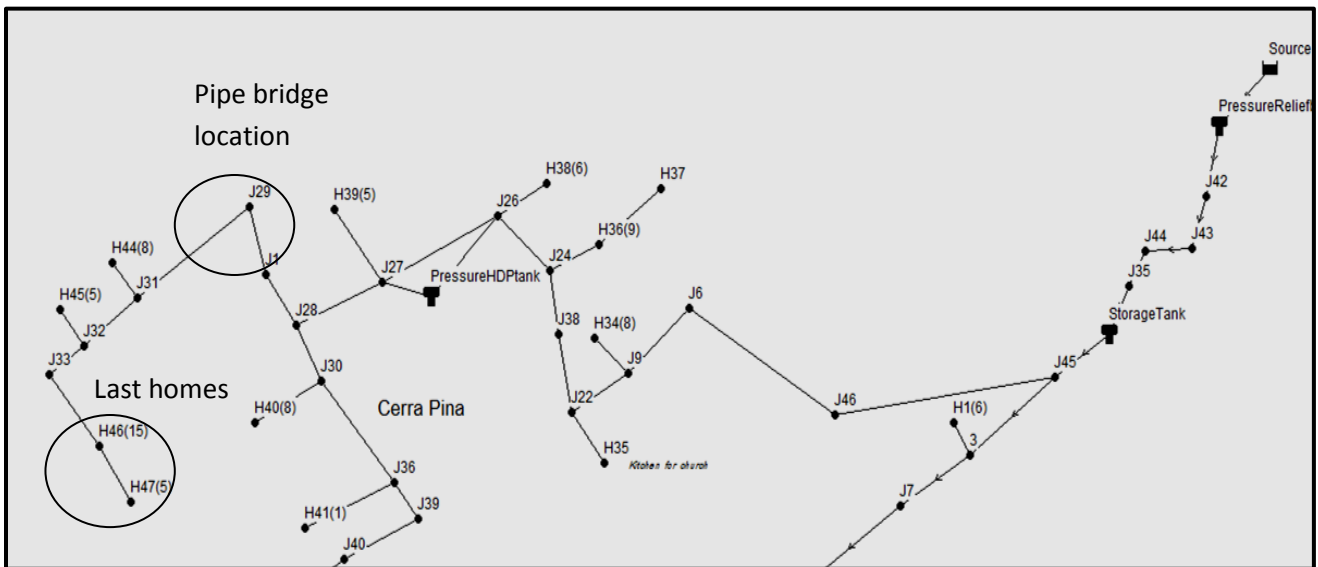 Source
Pipe bridge
location
PressureRelief
H38(6)
H37
J29
H39(5)
J26
J42
H36(9)
H44(8)
J44
J43
J1
J27
J24
PressureHDPtank
J35
H45(5)
J31
J6
J28
J38
H34(8)
StorageTank
J32
J33
J9
J45
J30
Last homes
H40(8)
Cerra Pina
J22
J46
H1(6)
H46(15)
H35
Kitchen for church
3
J36
H47(5)
J7
H41(1)
J39
J40